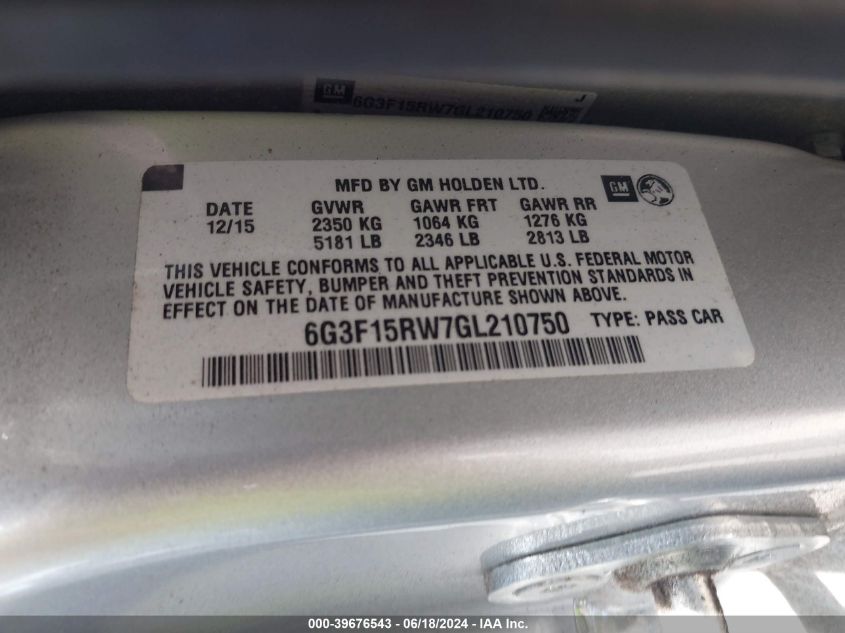 GM
J
6G3F15RW7GL210750
MFD BY GM HOLDEN LTD.
GM
DATE GVWR GAWR FRT GAWR RR
12/15 2350 KG 1064 KG 1276 KG
5181 LB 2346 LB 2813 LB
THIS VEHICLE CONFORMS TO ALL APPLICABLE U.S. FEDERAL MOTOR
VEHICLE SAFETY, BUMPER AND THEFT PREVENTION STANDARDS IN
EFFECT ON THE DATE OF MANUFACTURE SHOWN ABOVE.
6G3F15RW7GL210750 TYPE: PASS CAR
000-39676543 - 06/18/2024 - IAA Inc.